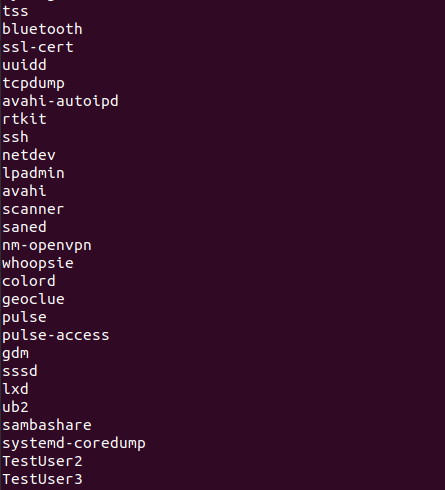 tss
bluetooth
ssl-cert
uuidd
tcpdump
avahi-autoipd
rtkit
ssh
netdev
lpadmin
avahi
scanner
saned
nm-openvpn
whoopsie
colord
geoclue
pulse
pulse-access
gdm
sssd
lxd
ub2
sambashare
systemd-coredump
TestUser2
TestUser3